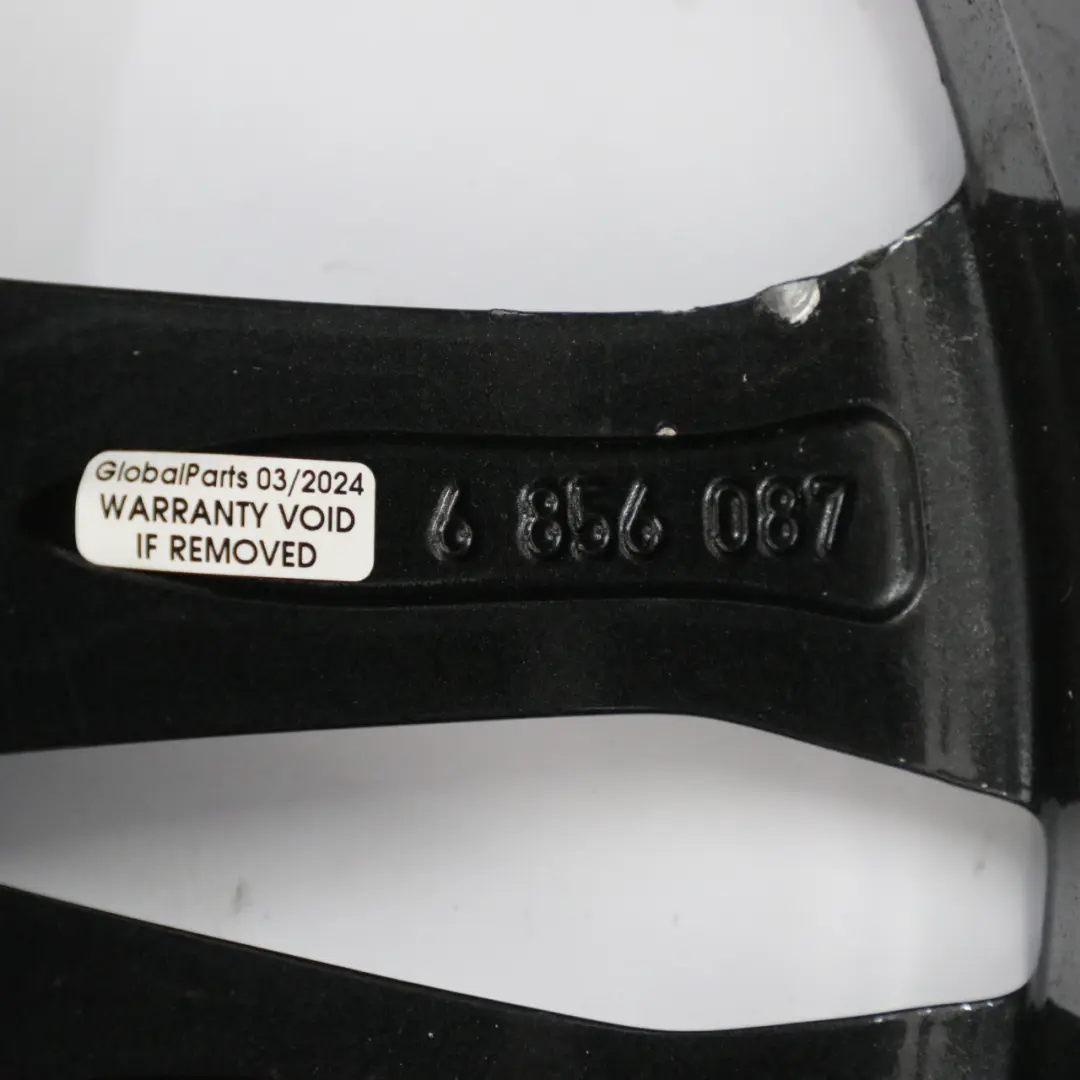 GlobalParts 03/2024
WARRANTY VOID
IF REMOVED
6 856 087